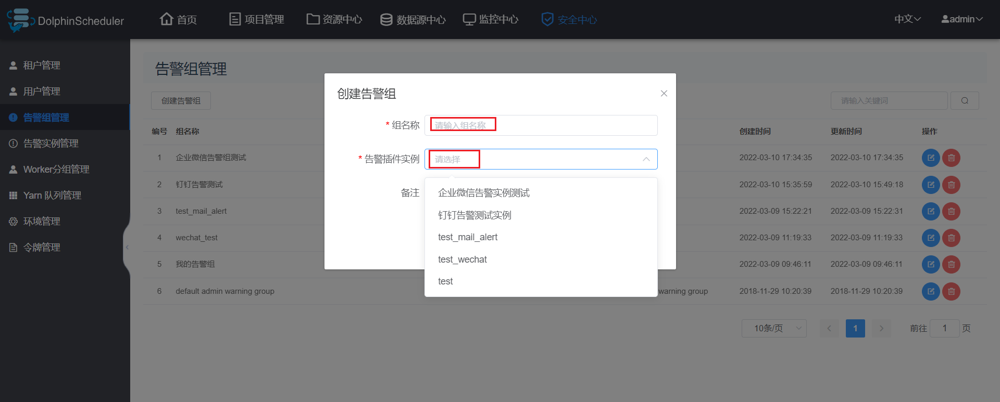 DolphinScheduler
首页
项目管理
资源中心
数据源中心
监控中心
安全中心
中文
admin
租户管理
用户管理
告警组管理
告警实例管理
Worker分组管理
Yarn 队列管理
环境管理
令牌管理
告警组管理
创建告警组
请输入关键词
编号 组名称 创建时间 更新时间 操作
1 企业微信告警组测试 2022-03-10 17:34:35 2022-03-10 17:34:35
2 钉钉告警测试 2022-03-10 15:35:59 2022-03-10 15:49:18
3 test_mail_alert 2022-03-09 15:22:21 2022-03-09 15:22:31
4 wechat_test 2022-03-09 11:19:33 2022-03-09 11:19:33
5 我的告警组 2022-03-09 09:46:11 2022-03-09 09:46:11
6 default admin warning group warning group 2018-11-29 10:20:39 2018-11-29 10:20:39
10条/页 1 前往 1 页
创建告警组
* 组名称 请输入组名称
* 告警插件实例 请选择
备注
企业微信告警实例测试
钉钉告警测试实例
test_mail_alert
test_wechat
test